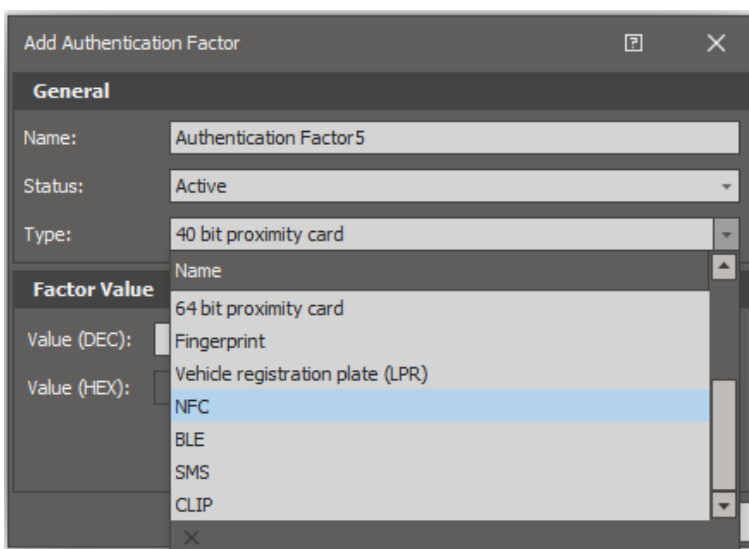 Add Authentication Factor
General
Name: Authentication Factor5
Status: Active
Type: 40 bit proximity card
Name
Factor Value
64 bit proximity card
Value (DEC):
Fingerprint
Vehicle registration plate (LPR)
Value (HEX):
NFC
BLE
SMS
CLIP